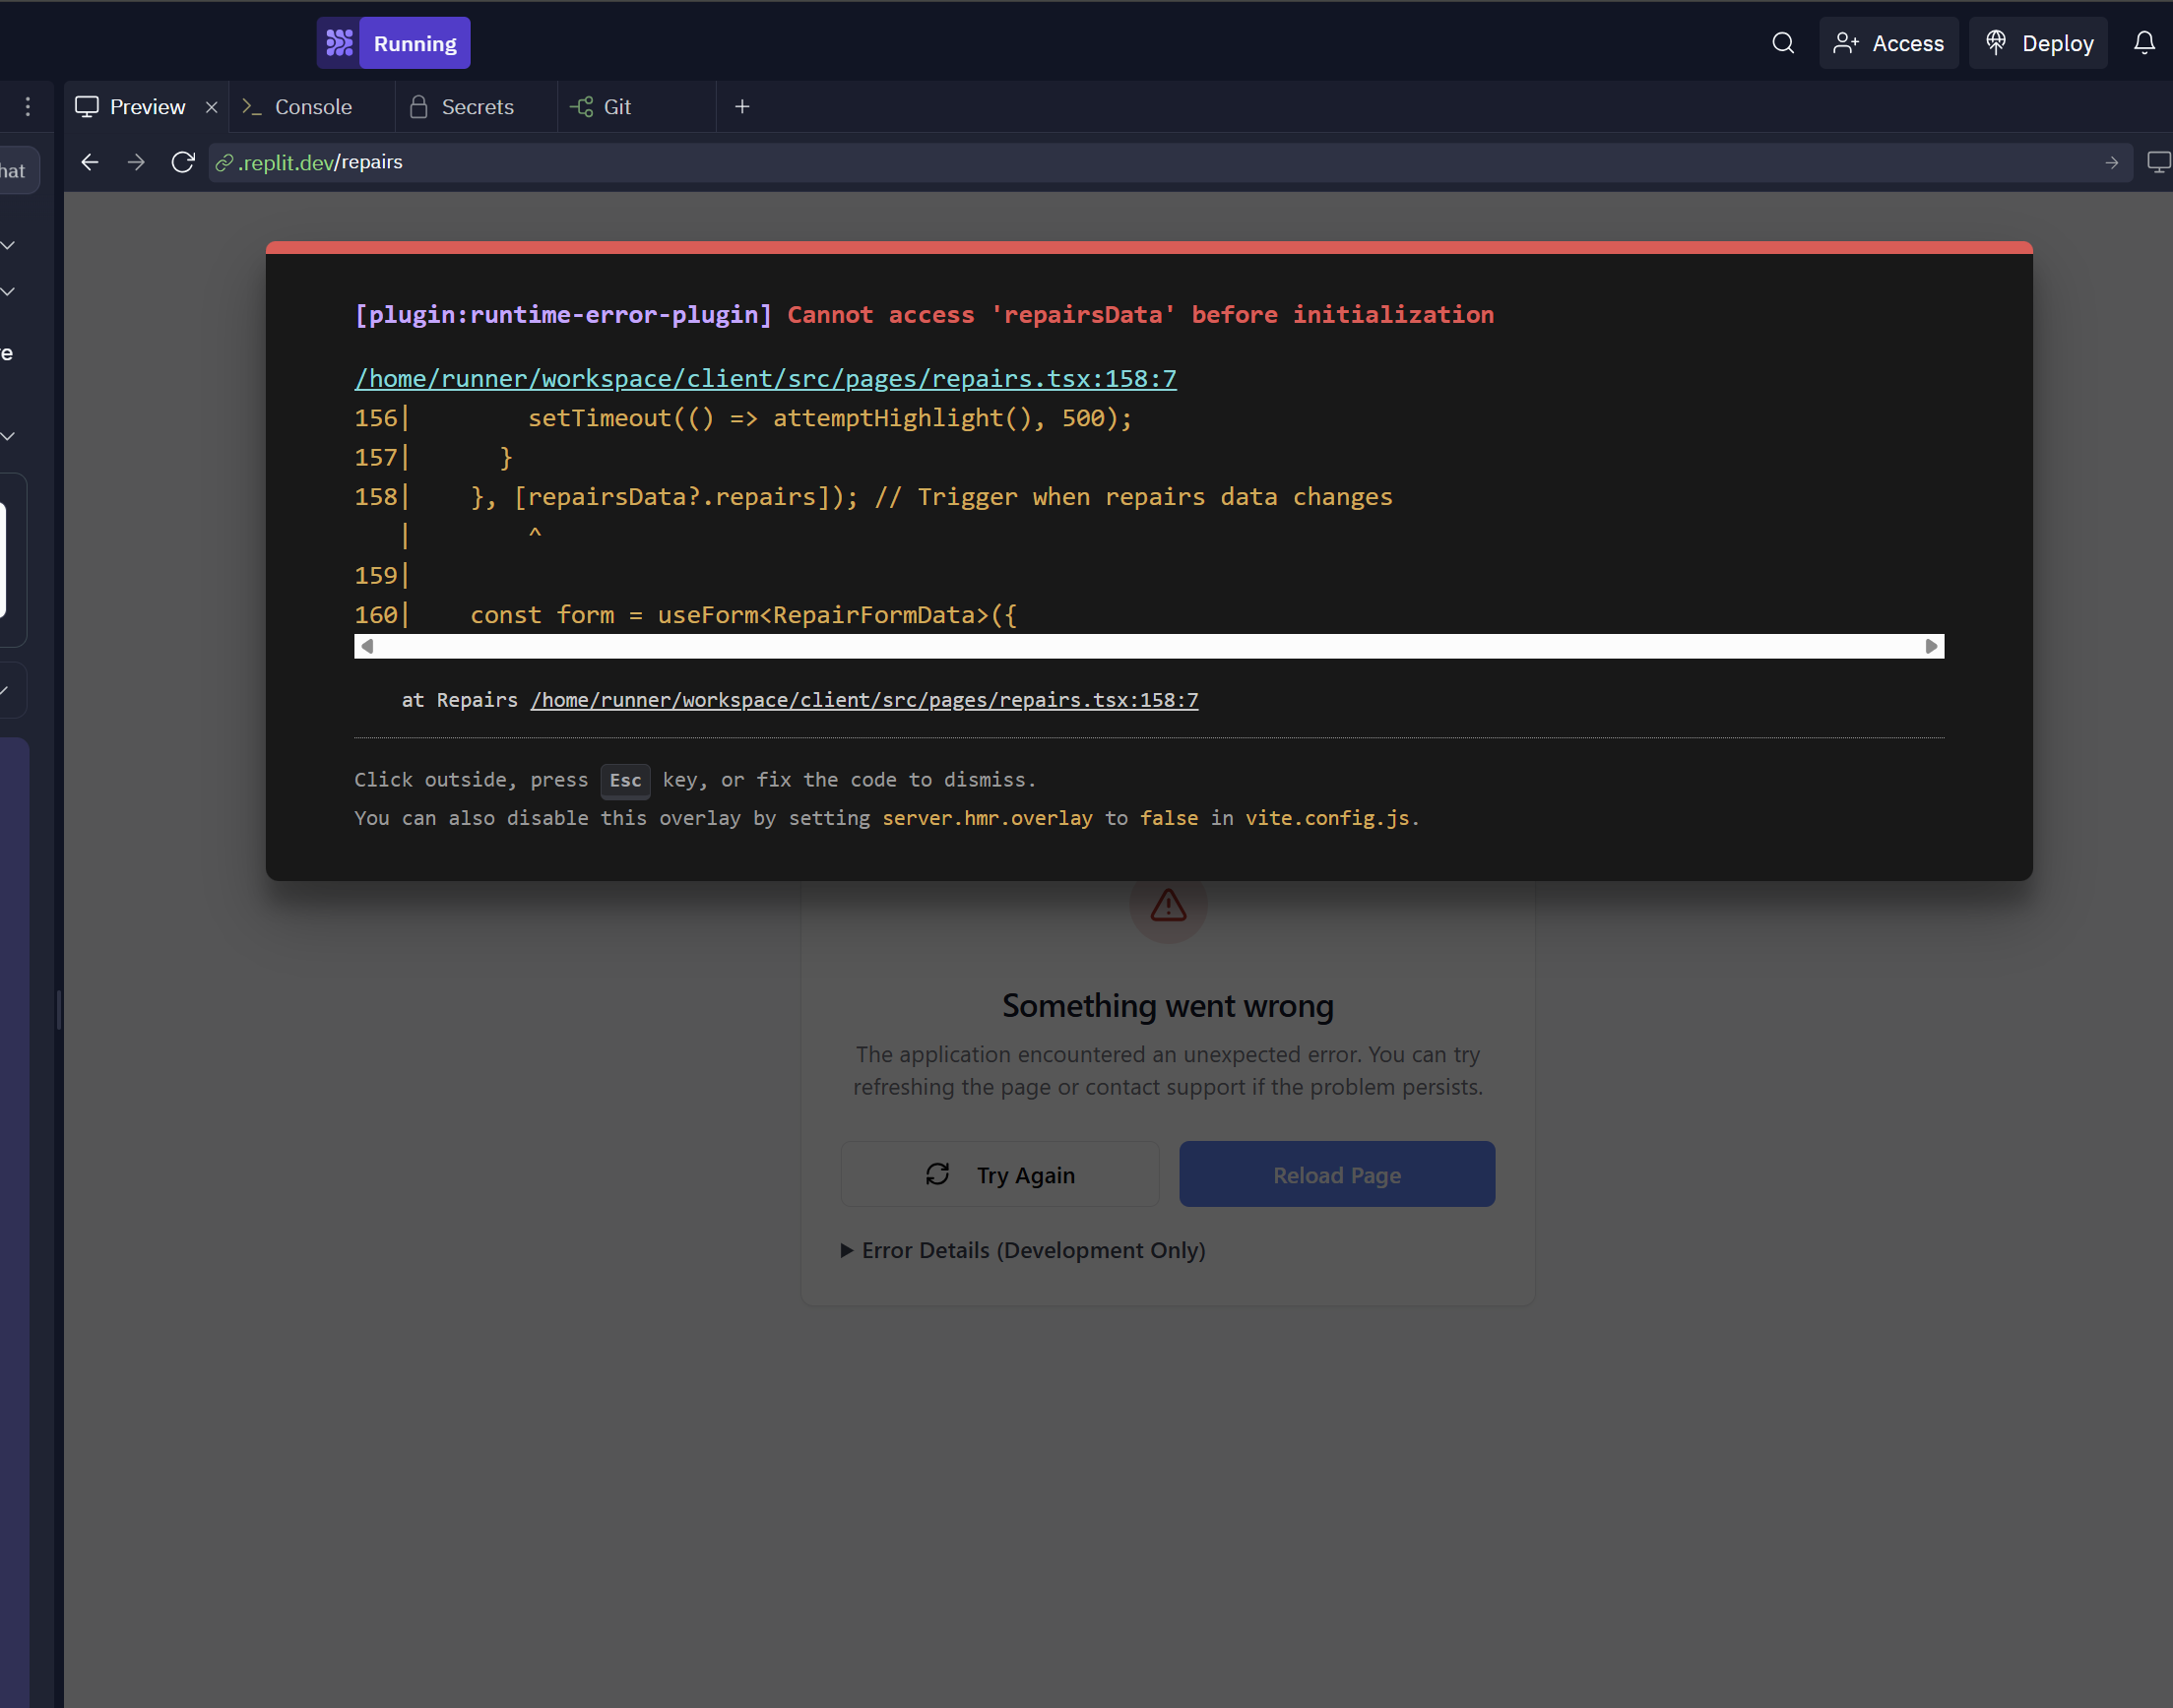 Running
Access
Deploy
Preview
Console
Secrets
Git
hat
.replit.dev/repairs
[plugin:runtime-error-plugin] Cannot access 'repairsData' before initialization
/home/runner/workspace/client/src/pages/repairs.tsx:158:7
156|        setTimeout(() => attemptHighlight(), 500);
157|      }
158|    }, [repairsData?.repairs]); // Trigger when repairs data changes
|        ^
159|
160|    const form = useForm<RepairFormData>({
at Repairs /home/runner/workspace/client/src/pages/repairs.tsx:158:7
Click outside, press Esc key, or fix the code to dismiss.
You can also disable this overlay by setting server.hmr.overlay to false in vite.config.js.
Something went wrong
The application encountered an unexpected error. You can try
refreshing the page or contact support if the problem persists.
Try Again
Reload Page
Error Details (Development Only)